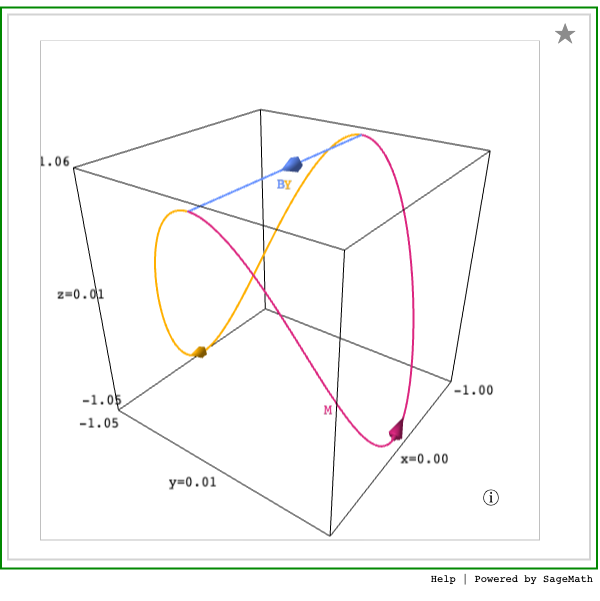 1.06
BY
z=0.01
-1.05
-1.05
-1.00
M
x=0.00
y=0.01
Help | Powered by SageMath